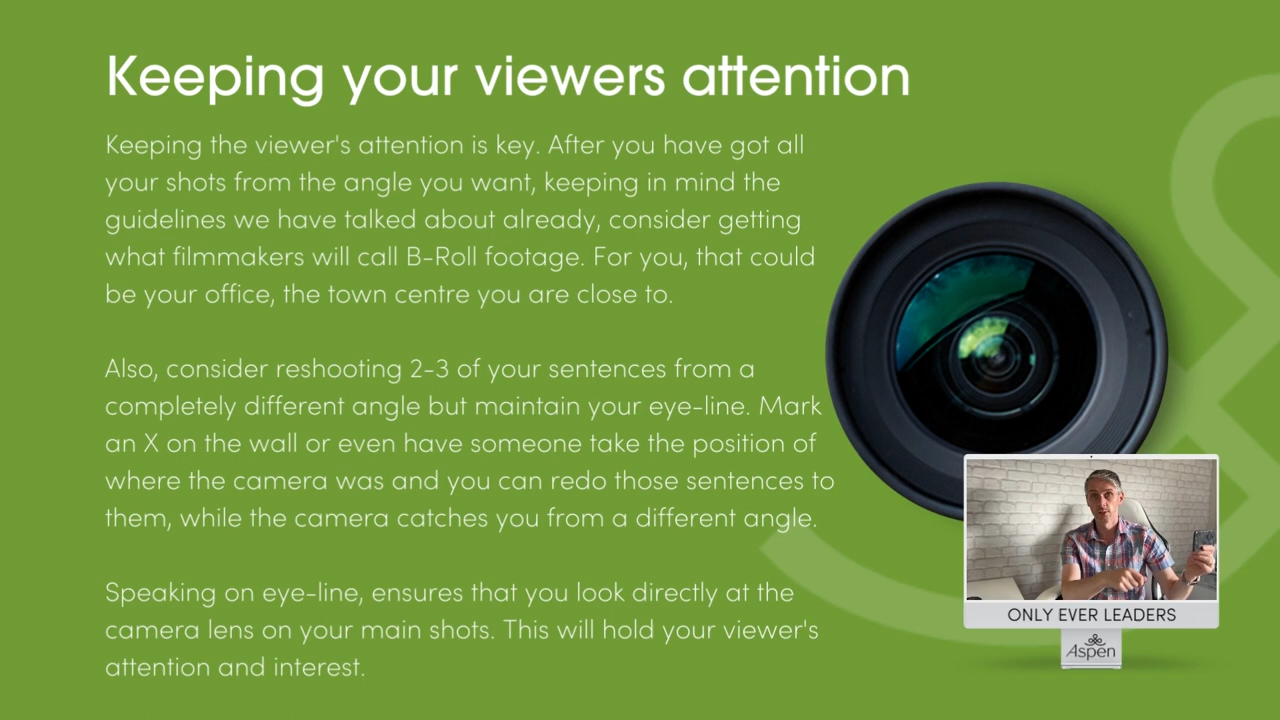 Keeping your viewers attention
Keeping the viewer's attention is key. After you have got all
your shots from the angle you want, keeping in mind the
guidelines we have talked about already, consider getting
what filmmakers will call B-Roll footage. For you, that could
be your office, the town centre you are close to.
Also, consider reshooting 2-3 of your sentences from a
completely different angle but maintain your eye-line. Mark
an X on the wall or even have someone take the position of
where the camera was and you can redo those sentences to
them, while the camera catches you from a different angle.
Speaking on eye-line, ensures that you look directly at the
camera lens on your main shots. This will hold your viewer's
attention and interest.
ONLY EVER LEADERS
Aspen